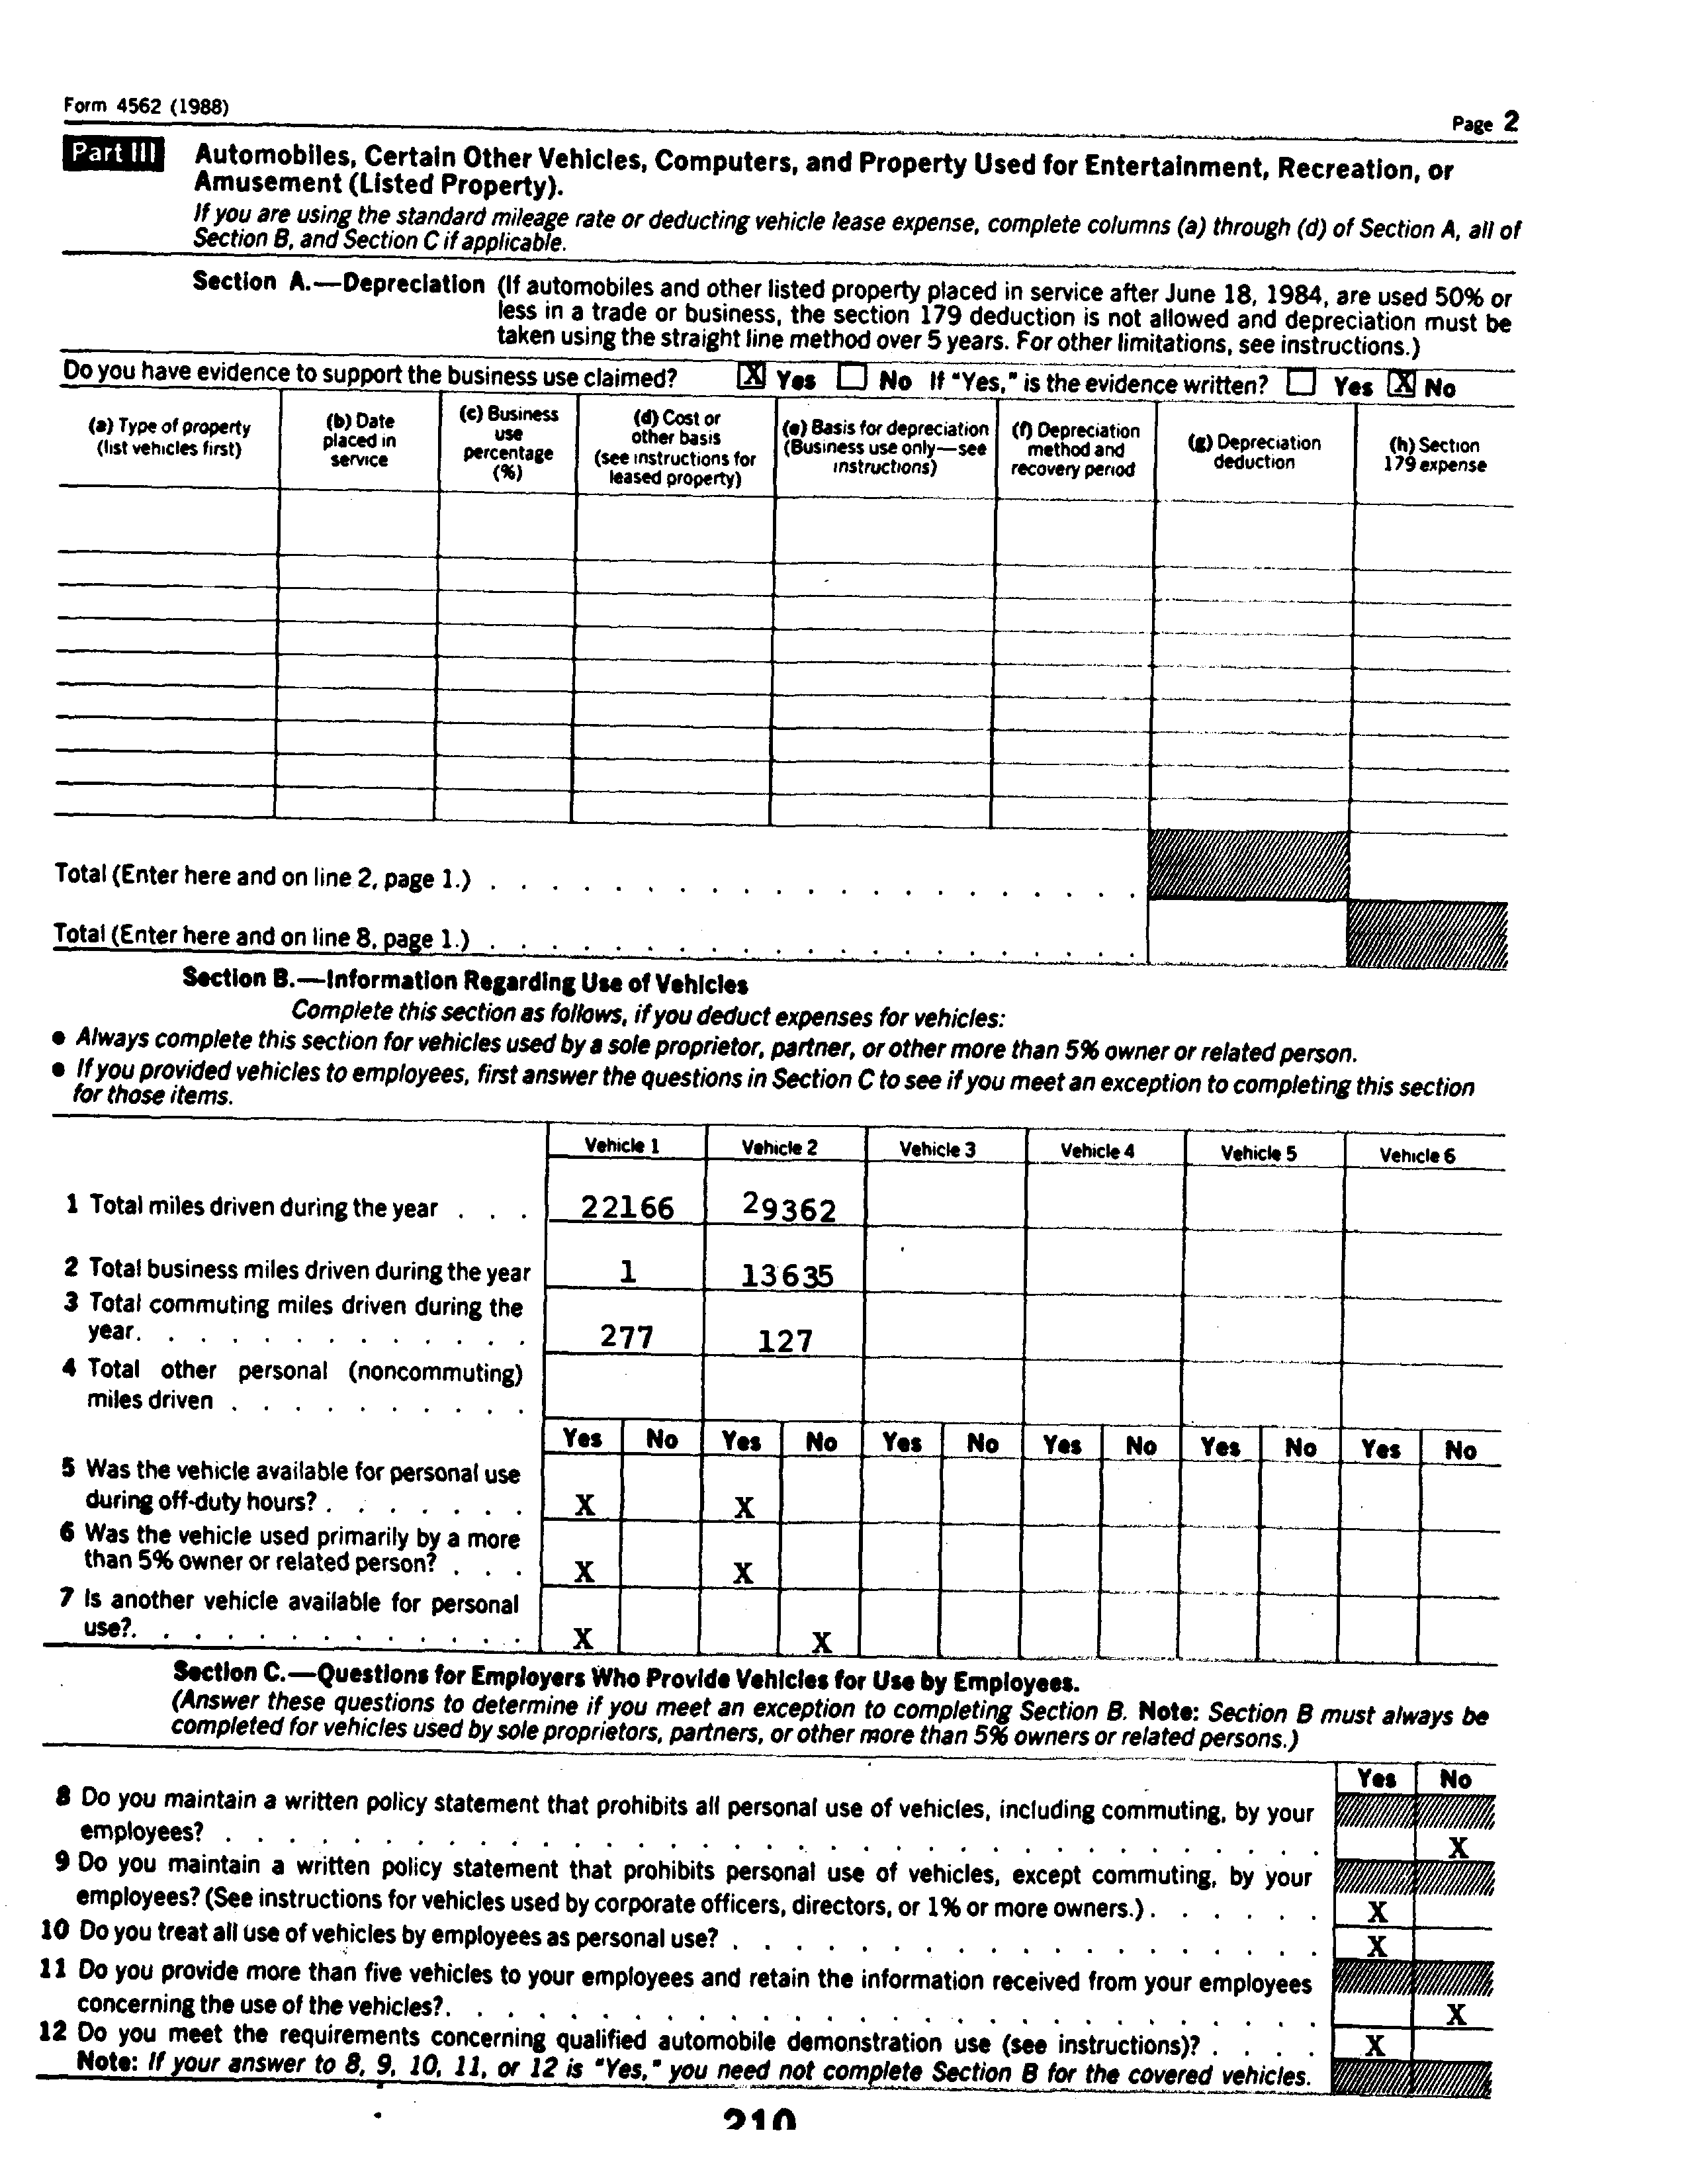 Form 4562 (1988)
Page 2
Part III Automobiles, Certain Other Vehicles, Computers, and Property Used for Entertainment, Recreation, or
Amusement (Listed Property).
If you are using the standard mileage rate or deducting vehicle lease expense, complete columns (a) through (d) of Section A, all of
Section B, and Section C if applicable.
Section A.—Depreciation (If automobiles and other listed property placed in service after June 18, 1984, are used 50% or
less in a trade or business, the section 179 deduction is not allowed and depreciation must be
taken using the straight line method over 5 years. For other limitations, see instructions.)
Do you have evidence to support the business use claimed? X Yes No If "Yes," is the evidence written? Yes X No
(a) Type of property
(list vehicles first)
(b) Date
placed in
service
(c) Business
use
percentage
(%)
(d) Cost or
other basis
(see instructions for
leased property)
(e) Basis for depreciation
(Business use only—see
instructions)
(f) Depreciation
method and
recovery period
(g) Depreciation
deduction
(h) Section
179 expense
Total (Enter here and on line 2, page 1.) . . . . . . . . . . . . . . . . . . . . .
Total (Enter here and on line 8, page 1.) . . . . . . . . . . . . . . . . . . . . .
Section B.—Information Regarding Use of Vehicles
Complete this section as follows, if you deduct expenses for vehicles:
● Always complete this section for vehicles used by a sole proprietor, partner, or other more than 5% owner or related person.
● If you provided vehicles to employees, first answer the questions in Section C to see if you meet an exception to completing this section
for those items.
Vehicle 1 Vehicle 2 Vehicle 3 Vehicle 4 Vehicle 5 Vehicle 6
1 Total miles driven during the year . . . 22166 29362
2 Total business miles driven during the year 1 13635
3 Total commuting miles driven during the
year. . . . . . . . . . . . . 277 127
4 Total other personal (noncommuting)
miles driven . . . . . . . . . .
Yes No Yes No Yes No Yes No Yes No Yes No
5 Was the vehicle available for personal use
during off-duty hours? . . . . . . . X X
6 Was the vehicle used primarily by a more
than 5% owner or related person? . . . X X
7 Is another vehicle available for personal
use?. . . . . . . . . . . . . X X
Section C.—Questions for Employers Who Provide Vehicles for Use by Employees.
(Answer these questions to determine if you meet an exception to completing Section B. Note: Section B must always be
completed for vehicles used by sole proprietors, partners, or other more than 5% owners or related persons.)
Yes No
8 Do you maintain a written policy statement that prohibits all personal use of vehicles, including commuting, by your
employees? . . . . . . . . . . . . . . . . . . . . . . . . . . . . . . . . . . . X
9 Do you maintain a written policy statement that prohibits personal use of vehicles, except commuting, by your
employees? (See instructions for vehicles used by corporate officers, directors, or 1% or more owners.) . . . . . . X
10 Do you treat all use of vehicles by employees as personal use? . . . . . . . . . . . . . . . . . . . X
11 Do you provide more than five vehicles to your employees and retain the information received from your employees
concerning the use of the vehicles?. . . . . . . . . . . . . . . . . . . . . . . . . . . . X
12 Do you meet the requirements concerning qualified automobile demonstration use (see instructions)? . . . . X
Note: If your answer to 8, 9, 10, 11, or 12 is "Yes," you need not complete Section B for the covered vehicles.
210